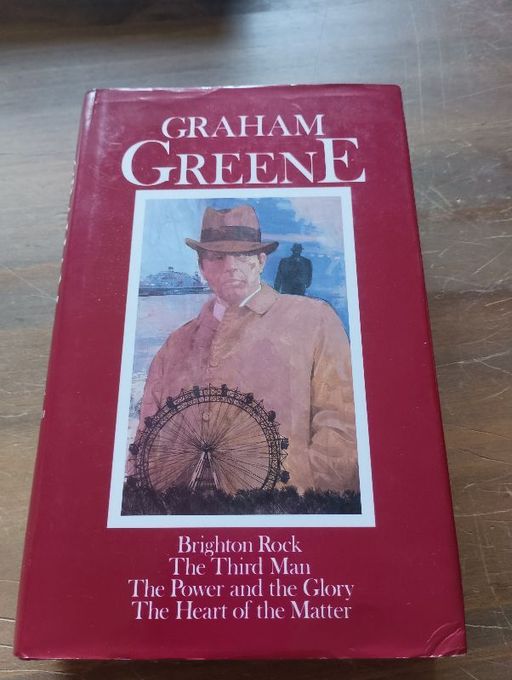 GRAHAM
GREENE
Brighton Rock
The Third Man
The Power and the Glory
The Heart of the Matter